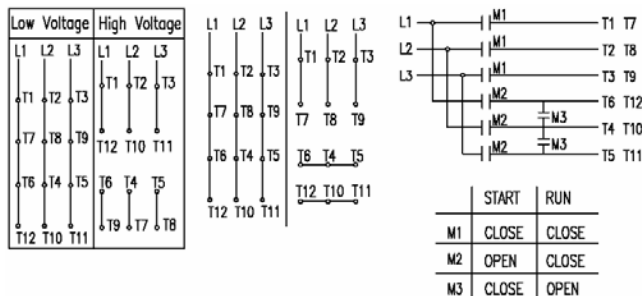 Low Voltage High Voltage
L1 L2 L3 L1 L2 L3
T1 T2 T3 T1 T2 T3
T7 T8 T9 T12 T10 T11
T6 T4 T5 T6 T4 T5
T12 T10 T11 T9 T7 T8
L1 L2 L3 L1 L2 L3
T1 T2 T3 T1 T2 T3
T7 T8 T9 T7 T8 T9
T6 T4 T5 T6 T4 T5
T12 T10 T11 T12 T10 T11
L1 M1 T1 T7
L2 M1 T2 T8
L3 M1 T3 T9
M2 T6 T12
M3
M2 T4 T10
M3
M2 T5 T11
START RUN
M1 CLOSE CLOSE
M2 OPEN CLOSE
M3 CLOSE OPEN